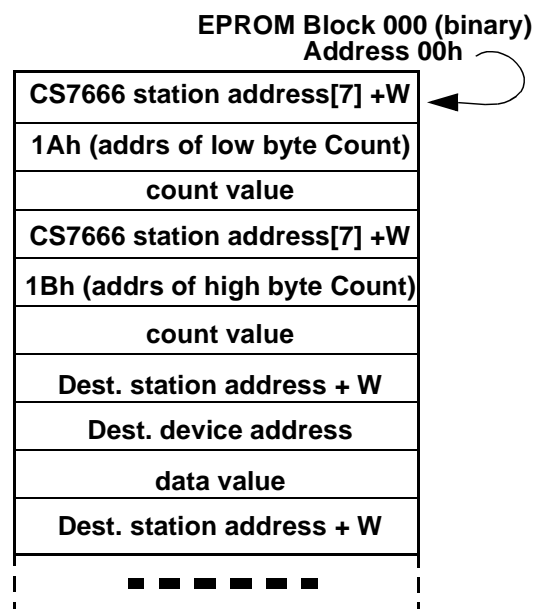 EPROM Block 000 (binary)
Address 00h
CS7666 station address[7] +W
1Ah (addrs of low byte Count)
count value
CS7666 station address[7] +W
1Bh (addrs of high byte Count)
count value
Dest. station address + W
Dest. device address
data value
Dest. station address + W